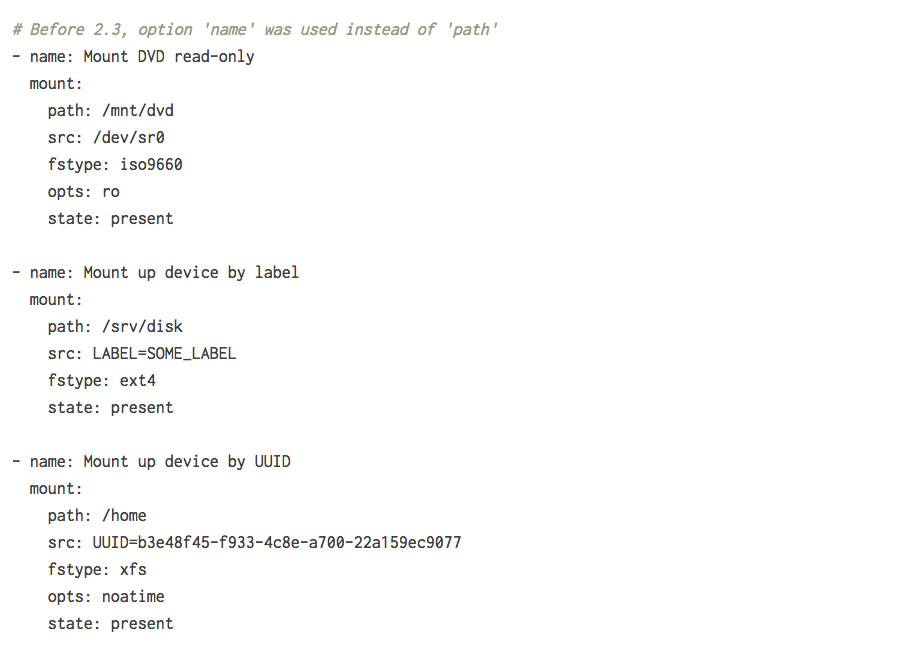 # Before 2.3, option 'name' was used instead of 'path'
- name: Mount DVD read-only
  mount:
    path: /mnt/dvd
    src: /dev/sr0
    fstype: iso9660
    opts: ro
    state: present

- name: Mount up device by label
  mount:
    path: /srv/disk
    src: LABEL=SOME_LABEL
    fstype: ext4
    state: present

- name: Mount up device by UUID
  mount:
    path: /home
    src: UUID=b3e48f45-f933-4c8e-a700-22a159ec9077
    fstype: xfs
    opts: noatime
    state: present